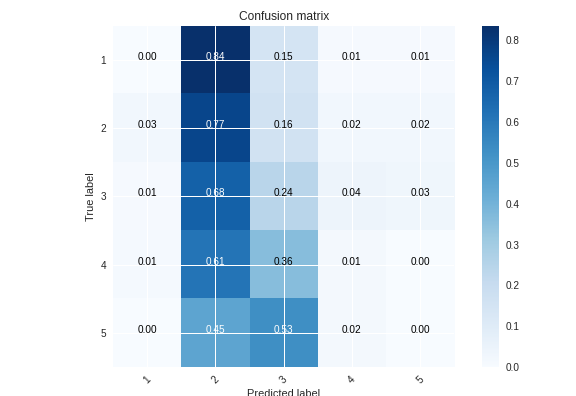 Confusion matrix
1 0.00 0.84 0.15 0.01 0.01 0.8
0.7
2 0.03 0.77 0.16 0.02 0.02 0.6
0.5
True label
3 0.01 0.68 0.24 0.04 0.03 0.4
0.3
4 0.01 0.61 0.36 0.01 0.00 0.2
0.1
5 0.00 0.45 0.53 0.02 0.00 0.0
1 2 3 4 5
Predicted label